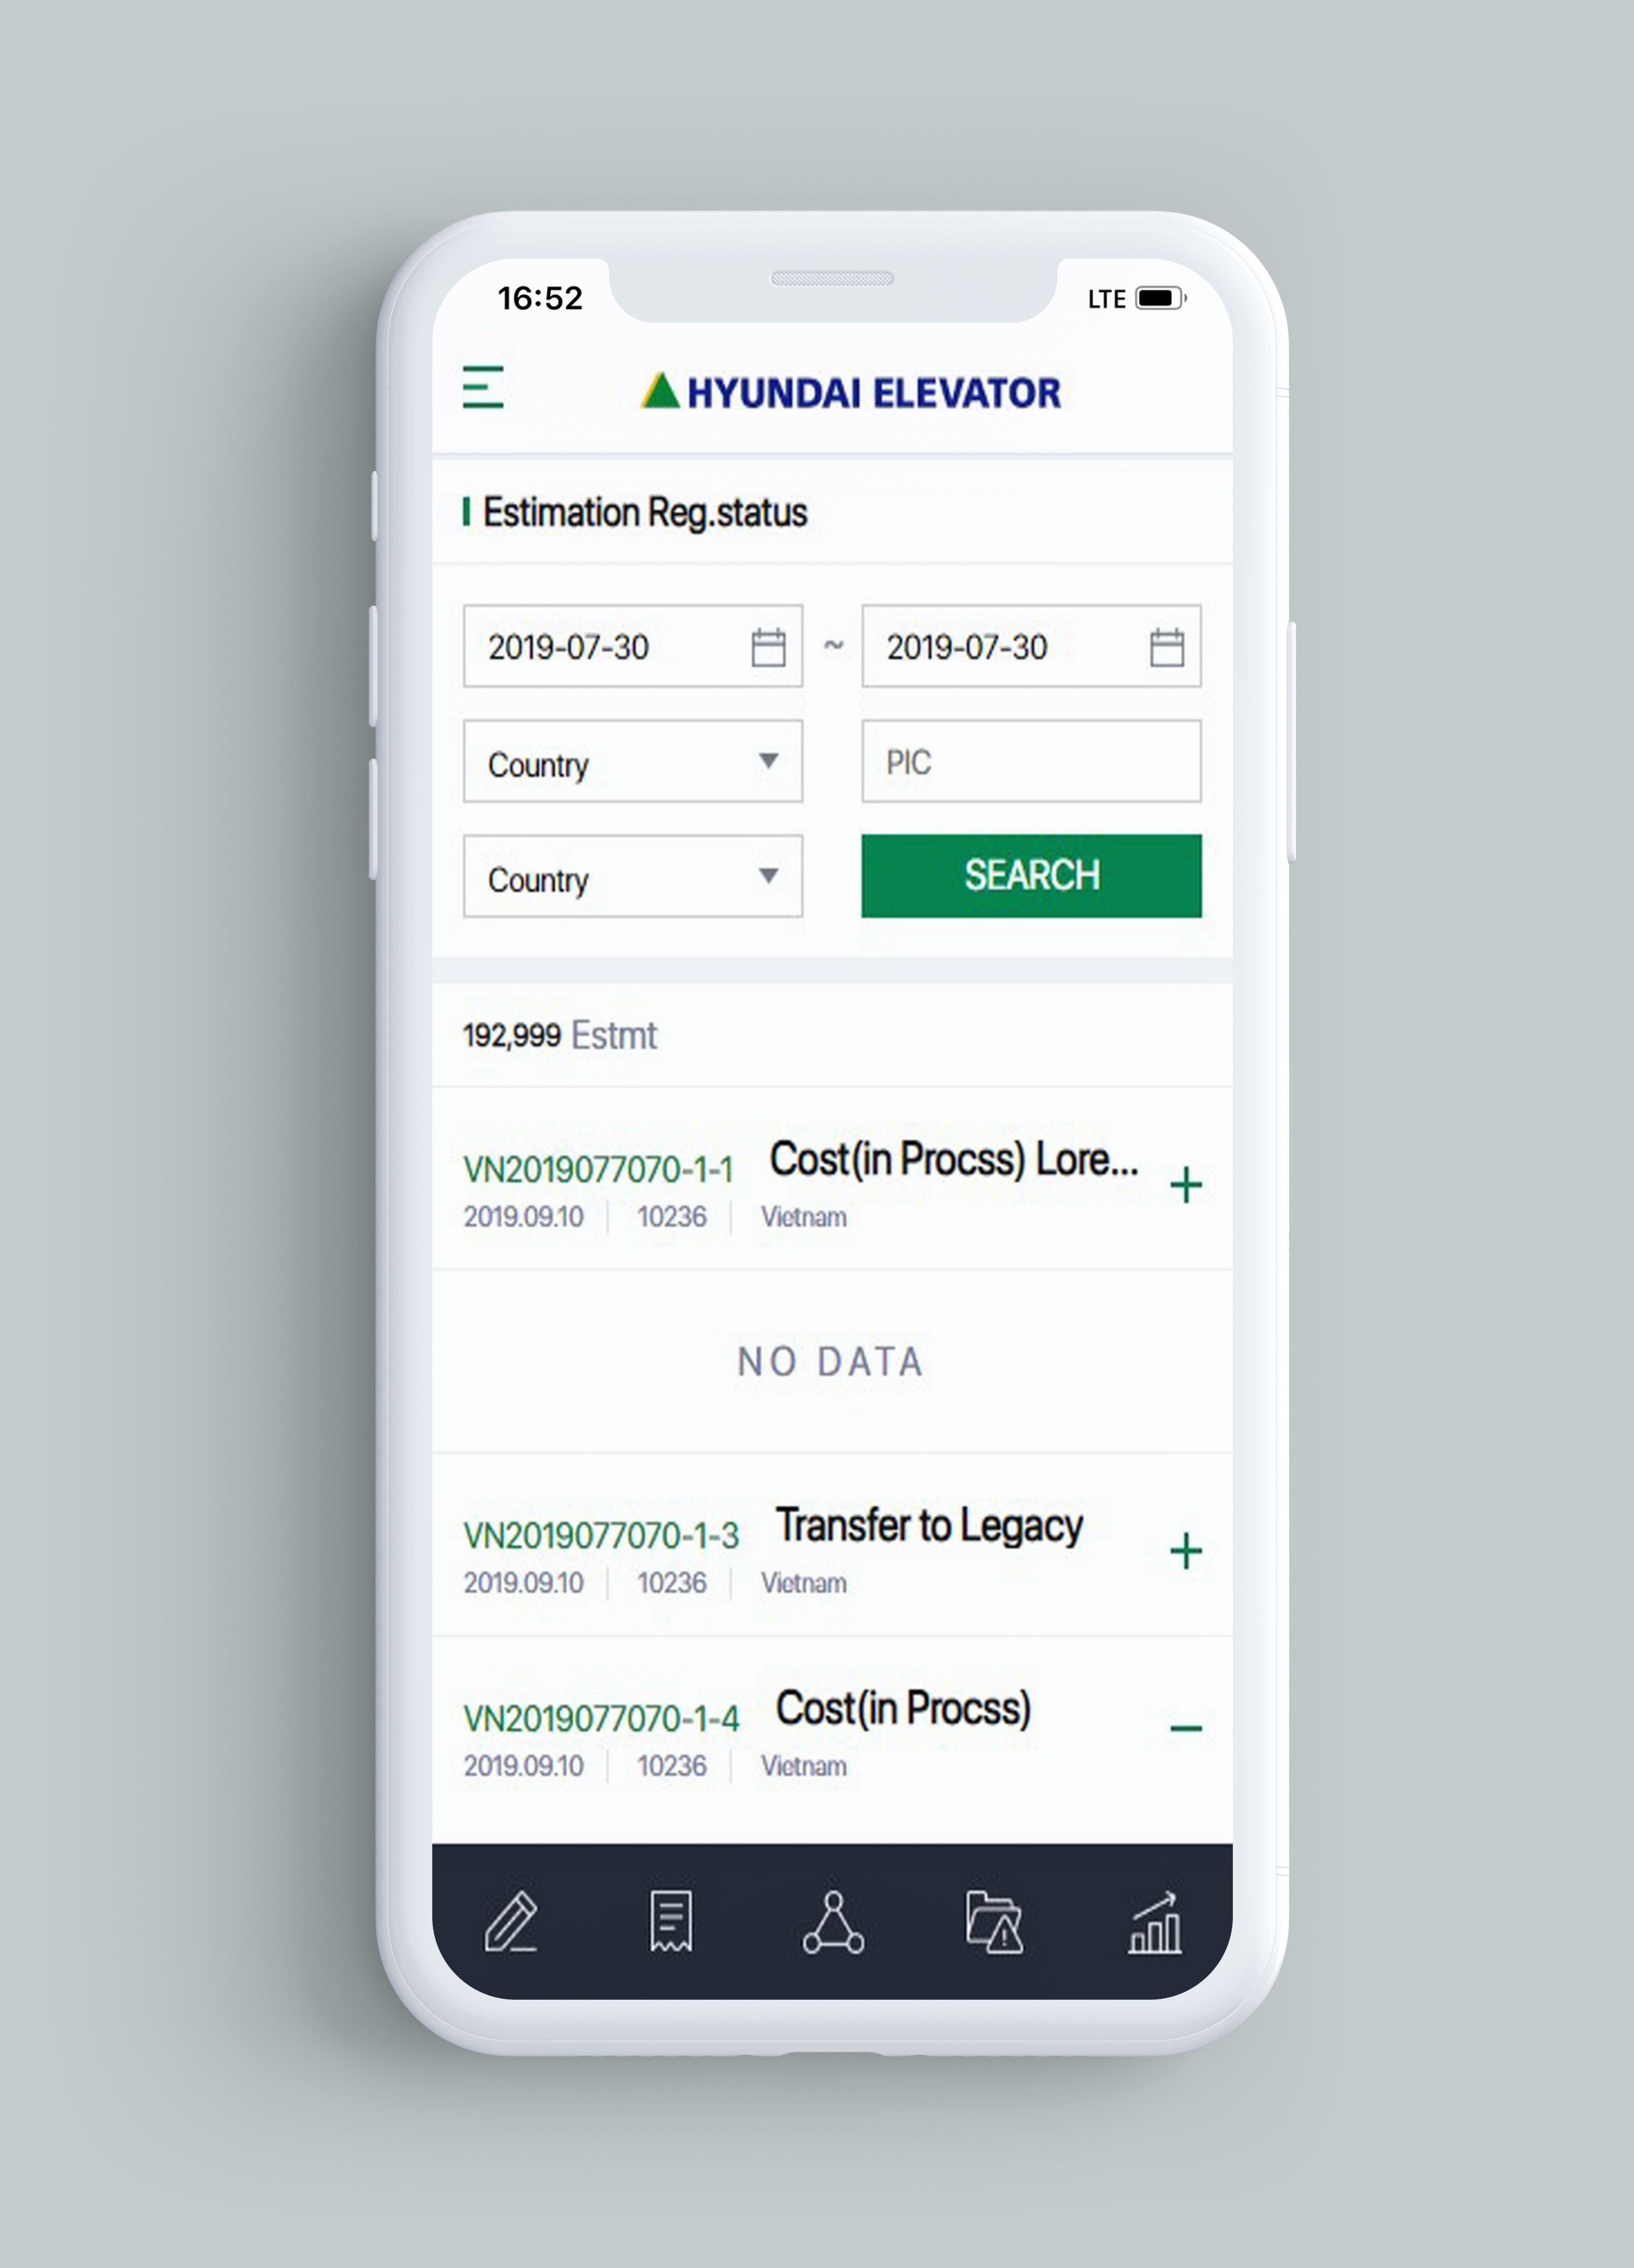 16:52 LTE
HYUNDAI ELEVATOR
Estimation Reg.status
2019-07-30 ~ 2019-07-30
Country PIC
Country SEARCH
192,999 Estmt
VN2019077070-1-1 Cost(in Procss) Lore...
2019.09.10 10236 Vietnam
NO DATA
VN2019077070-1-3 Transfer to Legacy
2019.09.10 10236 Vietnam
VN2019077070-1-4 Cost(in Procss)
2019.09.10 10236 Vietnam